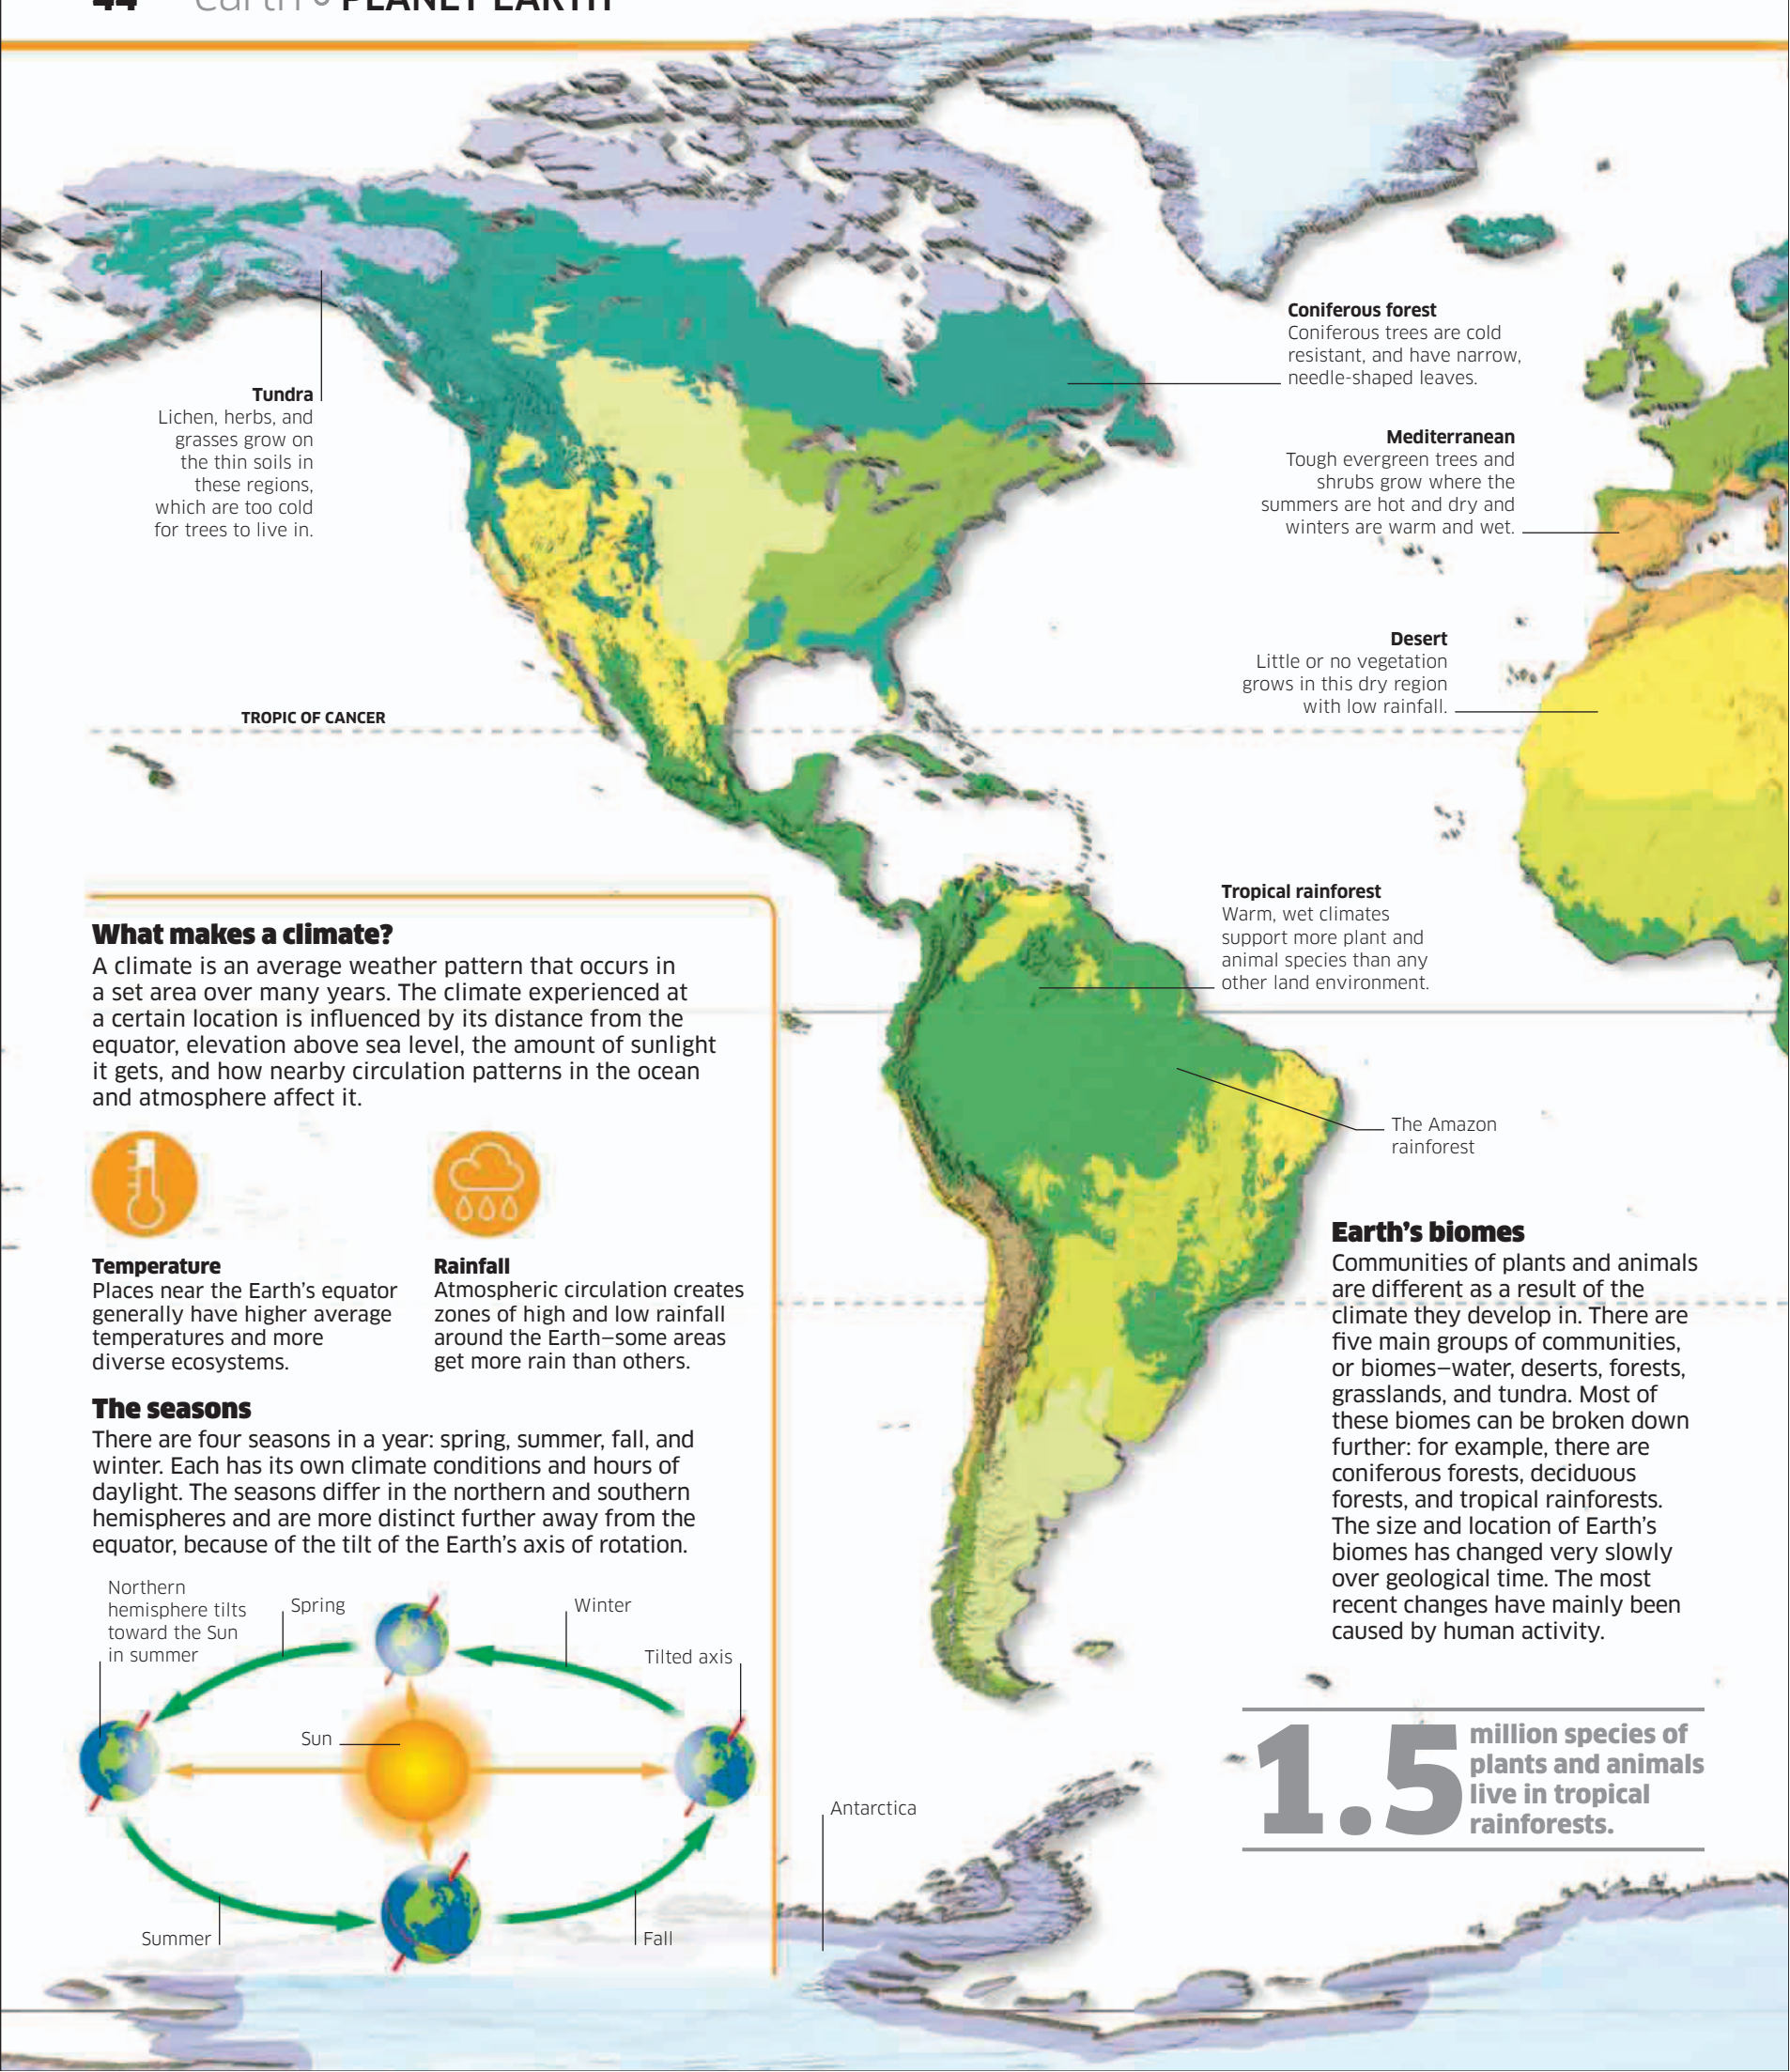 44 earth PLANET EARTH
Coniferous forest
Coniferous trees are cold
resistant, and have narrow,
needle-shaped leaves.
Tundra
Lichen, herbs, and
grasses grow on
the thin soils in
these regions,
which are too cold
for trees to live in.
Mediterranean
Tough evergreen trees and
shrubs grow where the
summers are hot and dry and
winters are warm and wet.
Desert
Little or no vegetation
grows in this dry region
with low rainfall.
TROPIC OF CANCER
Tropical rainforest
Warm, wet climates
support more plant and
animal species than any
other land environment.
The Amazon
rainforest
What makes a climate?
A climate is an average weather pattern that occurs in
a set area over many years. The climate experienced at
a certain location is influenced by its distance from the
equator, elevation above sea level, the amount of sunlight
it gets, and how nearby circulation patterns in the ocean
and atmosphere affect it.
Temperature
Places near the Earth's equator
generally have higher average
temperatures and more
diverse ecosystems.
Rainfall
Atmospheric circulation creates
zones of high and low rainfall
around the Earth—some areas
get more rain than others.
The seasons
There are four seasons in a year: spring, summer, fall, and
winter. Each has its own climate conditions and hours of
daylight. The seasons differ in the northern and southern
hemispheres and are more distinct further away from the
equator, because of the tilt of the Earth's axis of rotation.
Northern
hemisphere tilts
toward the Sun
in summer
Spring
Winter
Tilted axis
Sun
Summer
Fall
Antarctica
Earth's biomes
Communities of plants and animals
are different as a result of the
climate they develop in. There are
five main groups of communities,
or biomes—water, deserts, forests,
grasslands, and tundra. Most of
these biomes can be broken down
further: for example, there are
coniferous forests, deciduous
forests, and tropical rainforests.
The size and location of Earth's
biomes has changed very slowly
over geological time. The most
recent changes have mainly been
caused by human activity.
1.5
million species of
plants and animals
live in tropical
rainforests.